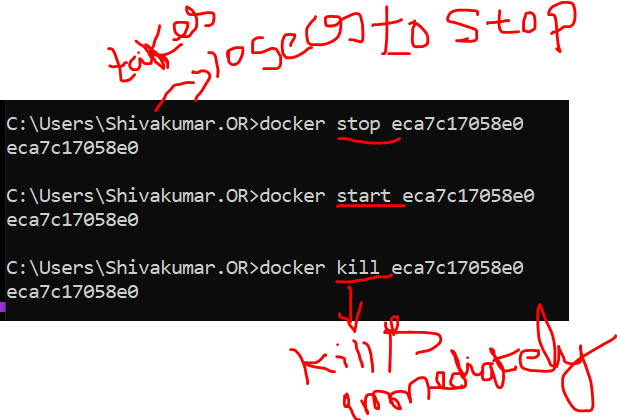 takes 10sec(s) to stop
C:\Users\Shivakumar.OR>docker stop eca7c17058e0
eca7c17058e0
C:\Users\Shivakumar.OR>docker start eca7c17058e0
eca7c17058e0
C:\Users\Shivakumar.OR>docker kill eca7c17058e0
eca7c17058e0
kill
immediately